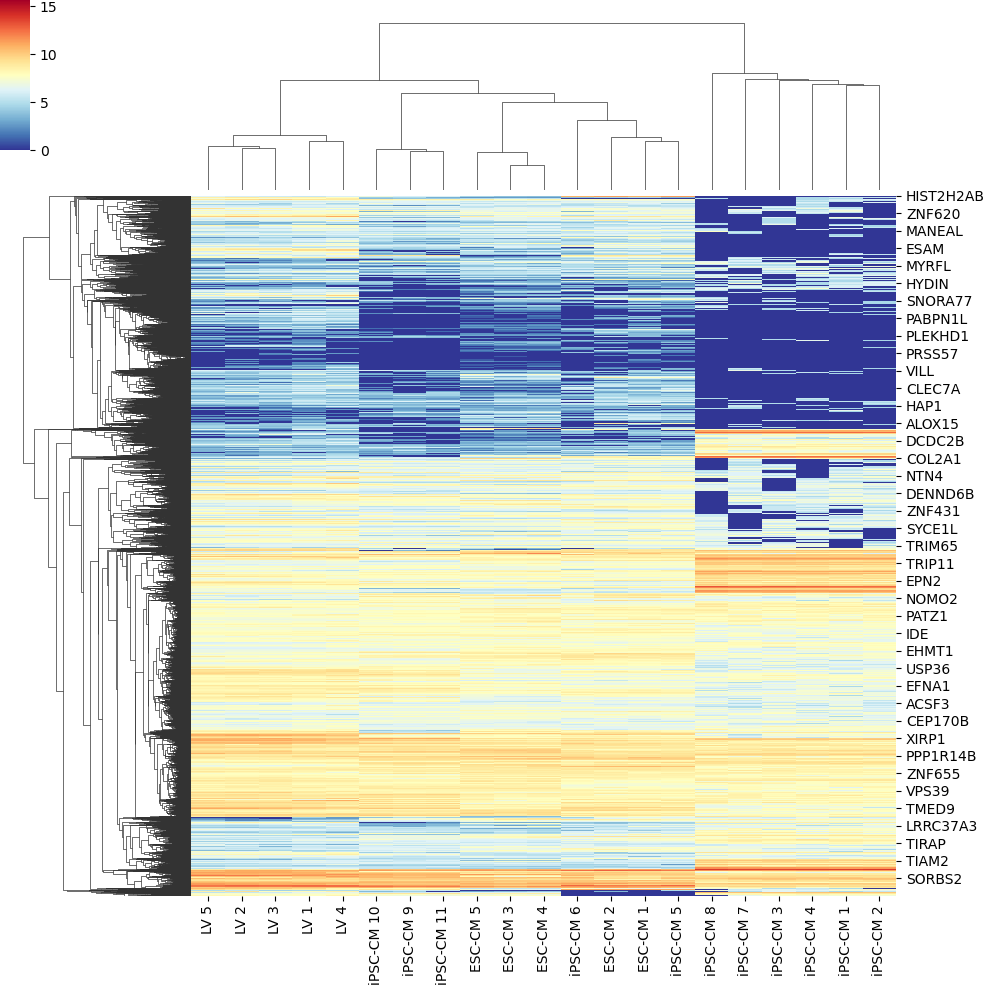 15
10
5
0
HIST2H2AB
ZNF620
MANEAL
ESAM
MYRFL
HYDIN
SNORA77
PABPN1L
PLEKHD1
PRSS57
VILL
CLEC7A
HAP1
ALOX15
DCDC2B
COL2A1
NTN4
DENND6B
ZNF431
SYCE1L
TRIM65
TRIP11
EPN2
NOMO2
PATZ1
IDE
EHMT1
USP36
EFNA1
ACSF3
CEP170B
XIRP1
PPP1R14B
ZNF655
VPS39
TMED9
LRRC37A3
TIRAP
TIAM2
SORBS2
LV 5
LV 2
LV 3
LV 1
LV 4
iPSC-CM 10
iPSC-CM 9
iPSC-CM 11
ESC-CM 5
ESC-CM 3
ESC-CM 4
iPSC-CM 6
ESC-CM 2
ESC-CM 1
iPSC-CM 5
iPSC-CM 8
iPSC-CM 7
iPSC-CM 3
iPSC-CM 4
iPSC-CM 1
iPSC-CM 2